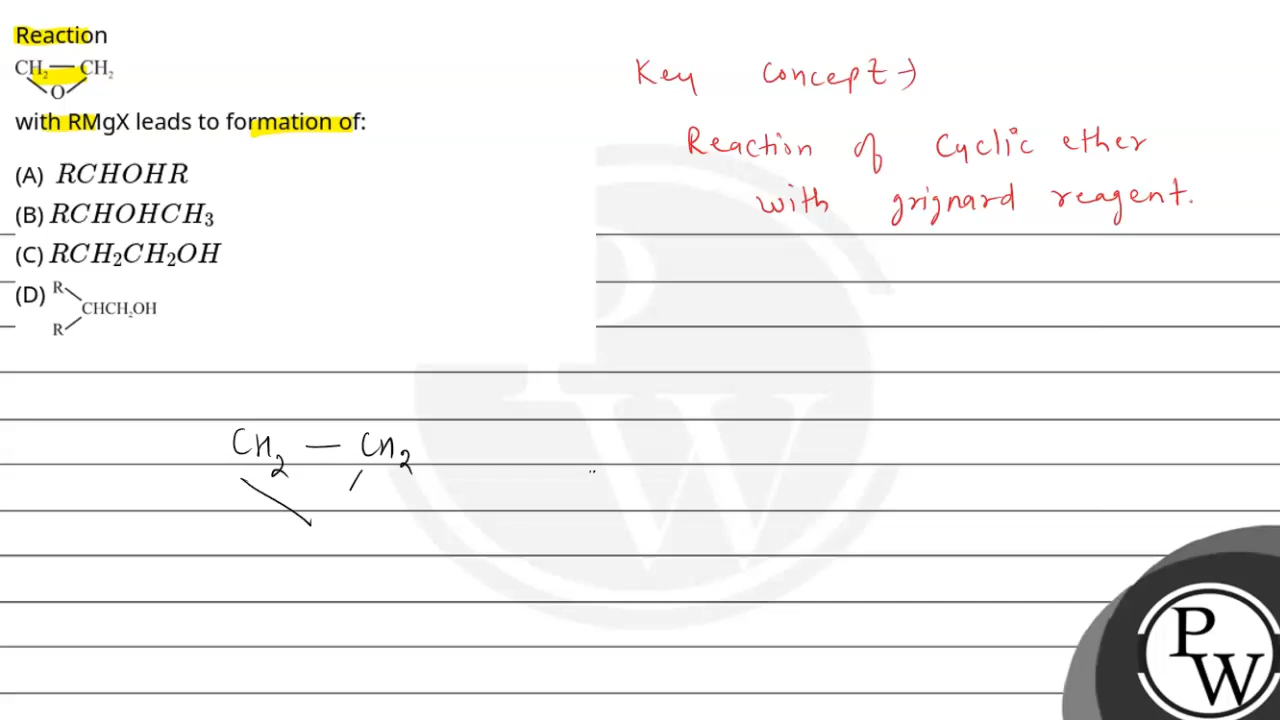 Reaction
CH₂—CH₂
O
with RMgX leads to formation of:
(A) RCHOHR
(B) RCHOHCH₃
(C) RCH₂CH₂OH
(D) R
CHCH₂OH
R
Key Concept →
Reaction of Cyclic ether
with grignard reagent.
CH₂ — CH₂
P
W
P
W